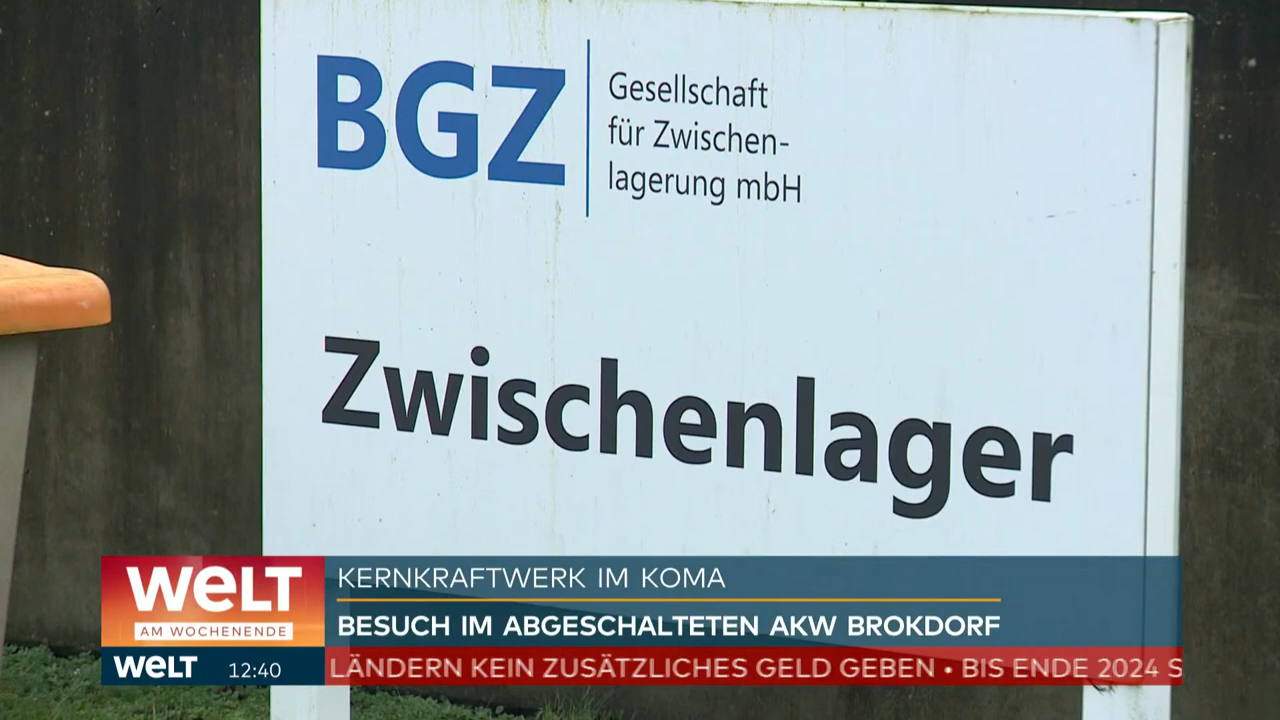 BGZ
Gesellschaft
für Zwischen-
lagerung mbH
Zwischenlager
WELT
AM WOCHENENDE
KERNKRAFTWERK IM KOMA
BESUCH IM ABGESCHALTETEN AKW BROKDORF
WELT 12:40 LÄNDERN KEIN ZUSÄTZLICHES GELD GEBEN • BIS ENDE 2024 S